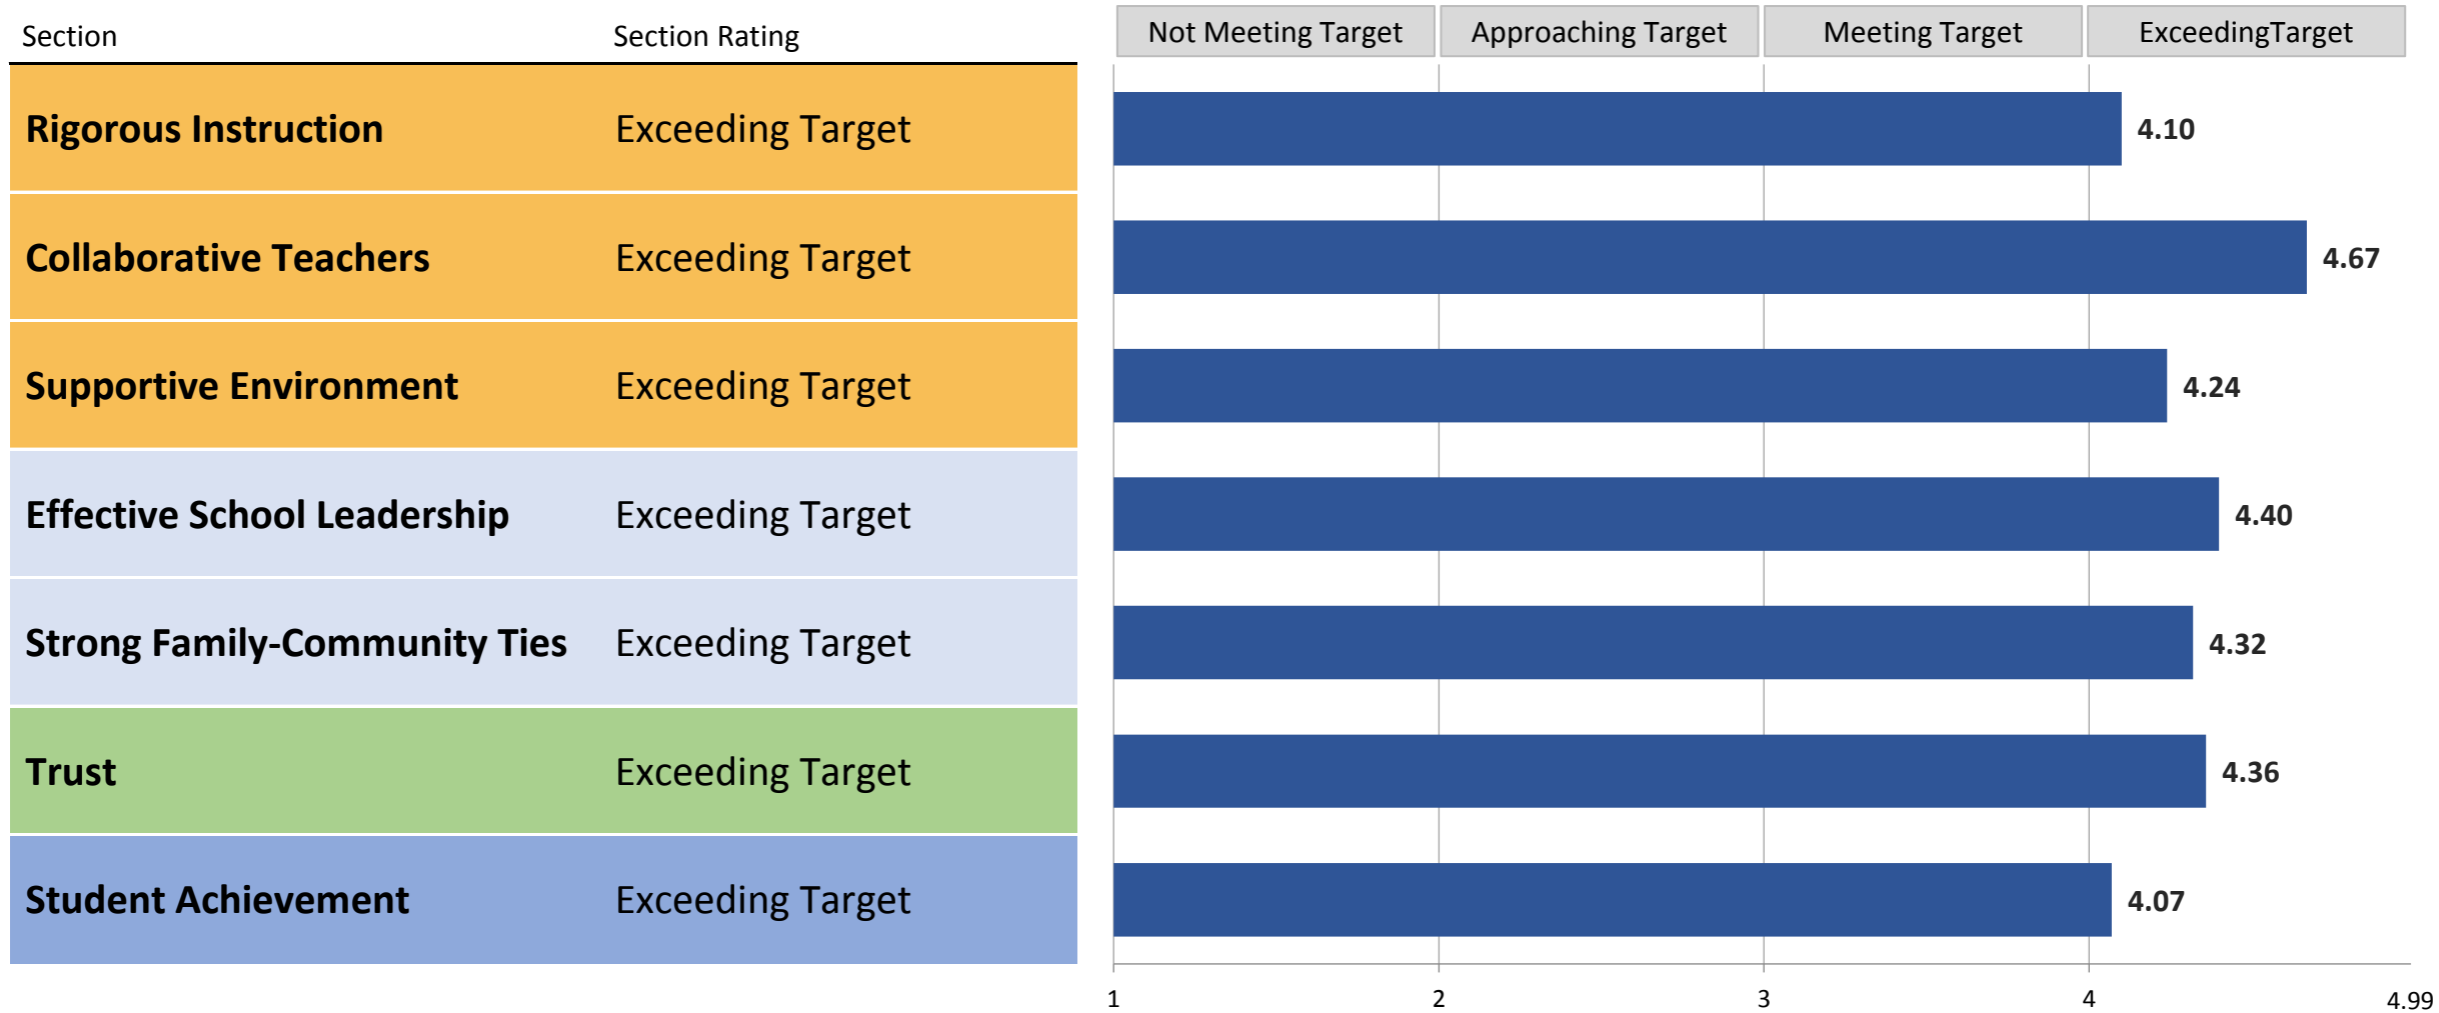 Section Section Rating Not Meeting Target Approaching Target Meeting Target ExceedingTarget
Rigorous Instruction Exceeding Target 4.10
Collaborative Teachers Exceeding Target 4.67
Supportive Environment Exceeding Target 4.24
Effective School Leadership Exceeding Target 4.40
Strong Family-Community Ties Exceeding Target 4.32
Trust Exceeding Target 4.36
Student Achievement Exceeding Target 4.07
1 2 3 4 4.99